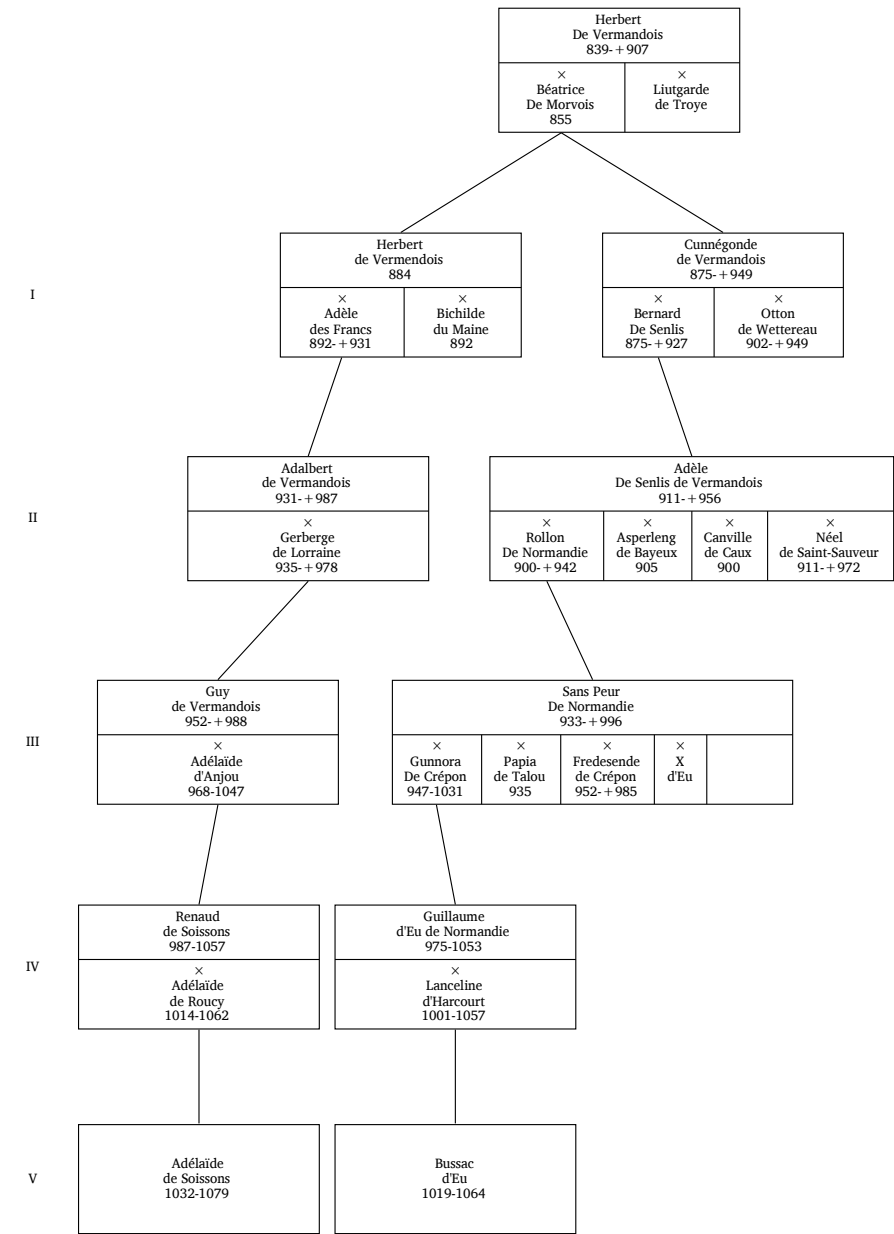 Herbert
De Vermandois
839-+907
×
Béatrice
De Morvois
855
×
Liutgarde
de Troye
I
Herbert
de Vermendois
884
×
Adèle
des Francs
892-+931
×
Bichilde
du Maine
892
Cunnégonde
de Vermandois
875-+949
×
Bernard
De Senlis
875-+927
×
Otton
de Wettereau
902-+949
II
Adalbert
de Vermandois
931-+987
×
Gerberge
de Lorraine
935-+978
Adèle
De Senlis de Vermandois
911-+956
×
Rollon
De Normandie
900-+942
×
Asperleng
de Bayeux
905
×
Canville
de Caux
900
×
Néel
de Saint-Sauveur
911-+972
III
Guy
de Vermandois
952-+988
×
Adélaïde
d'Anjou
968-1047
Sans Peur
De Normandie
933-+996
×
Gunnora
De Crépon
947-1031
×
Papia
de Talou
935
×
Fredesende
de Crépon
952-+985
×
X
d'Eu
IV
Renaud
de Soissons
987-1057
×
Adélaïde
de Roucy
1014-1062
Guillaume
d'Eu de Normandie
975-1053
×
Lanceline
d'Harcourt
1001-1057
V
Adélaïde
de Soissons
1032-1079
Bussac
d'Eu
1019-1064